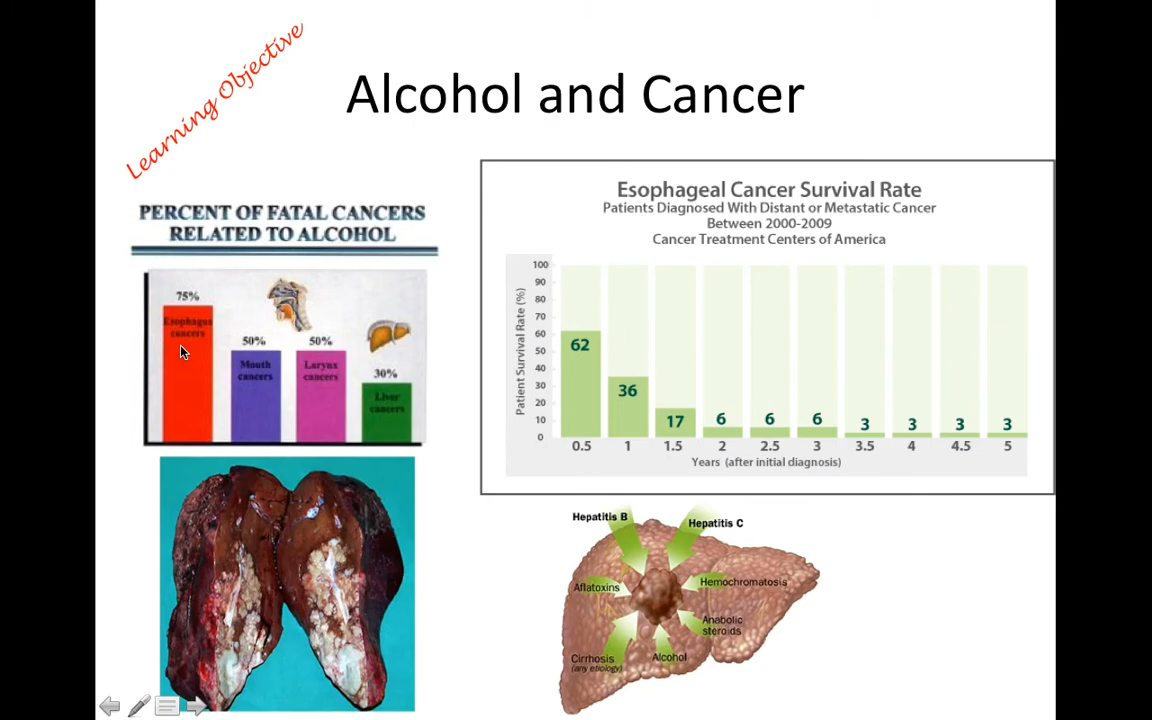 Learning Objective
Alcohol and Cancer
PERCENT OF FATAL CANCERS
RELATED TO ALCOHOL
75%
Esophagus
cancers
50%
Mouth
cancers
50%
Larynx
cancers
30%
Liver
cancers
Esophageal Cancer Survival Rate
Patients Diagnosed With Distant or Metastatic Cancer
Between 2000-2009
Cancer Treatment Centers of America
Patient Survival Rate (%)
100
90
80
70
60
50
40
30
20
10
0
62
36
17
6
6
6
3
3
3
3
0.5 1 1.5 2 2.5 3 3.5 4 4.5 5
Years (after initial diagnosis)
Hepatitis B
Hepatitis C
Aflatoxins
Hemochromatosis
Anabolic
steroids
Cirrhosis
(any etiology)
Alcohol